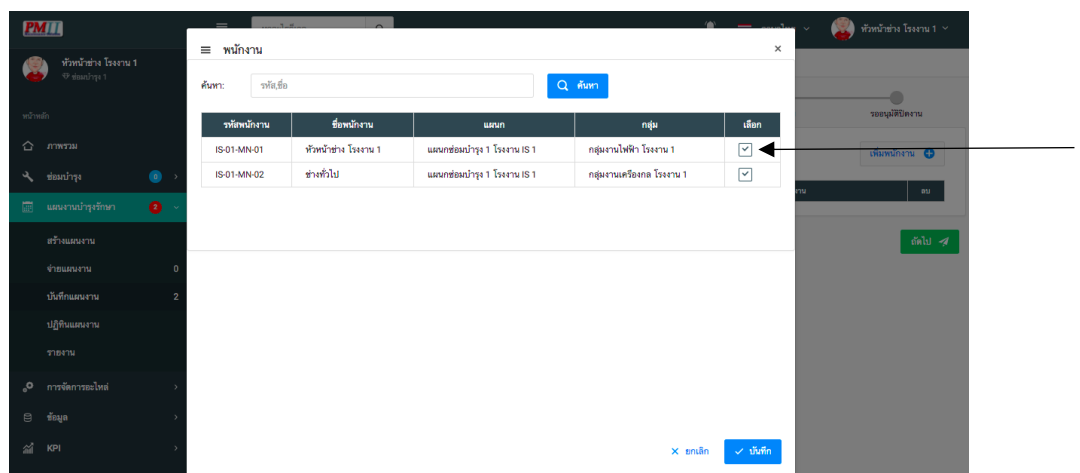 PMII
หัวหน้าช่าง โรงงาน 1
หัวหน้าช่าง โรงงาน 1
ซ่อมบำรุง 1
พนักงาน
×
ค้นหา:
รหัส,ชื่อ
ค้นหา
รหัสพนักงาน ชื่อพนักงาน แผนก กลุ่ม เลือก
IS-01-MN-01 หัวหน้าช่าง โรงงาน 1 แผนกซ่อมบำรุง 1 โรงงาน IS 1 กลุ่มงานไฟฟ้า โรงงาน 1
IS-01-MN-02 ช่างทั่วไป แผนกซ่อมบำรุง 1 โรงงาน IS 1 กลุ่มงานเครื่องกล โรงงาน 1
× ยกเลิก
บันทึก
หน้าหลัก
ภาพรวม
ซ่อมบำรุง 0
แผนงานบำรุงรักษา 2
สร้างแผนงาน
จ่ายแผนงาน 0
บันทึกแผนงาน 2
ปฏิทินแผนงาน
รายงาน
การจัดการอะไหล่
ข้อมูล
KPI
รออนุมัติปิดงาน
เพิ่มพนักงาน
ลบ
ถัดไป